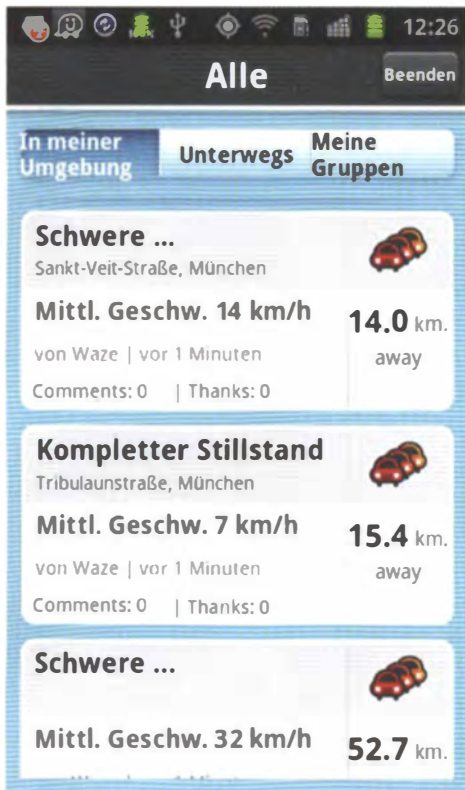 12:26
Alle
Beenden
In meiner
Umgebung
Unterwegs
Meine
Gruppen
Schwere ...
Sankt-Veit-Straße, München
Mittl. Geschw. 14 km/h
14.0 km.
away
von Waze | vor 1 Minuten
Comments: 0 | Thanks: 0
Kompletter Stillstand
Tribulaunstraße, München
Mittl. Geschw. 7 km/h
15.4 km.
away
von Waze | vor 1 Minuten
Comments: 0 | Thanks: 0
Schwere ...
Mittl. Geschw. 32 km/h
52.7 km.